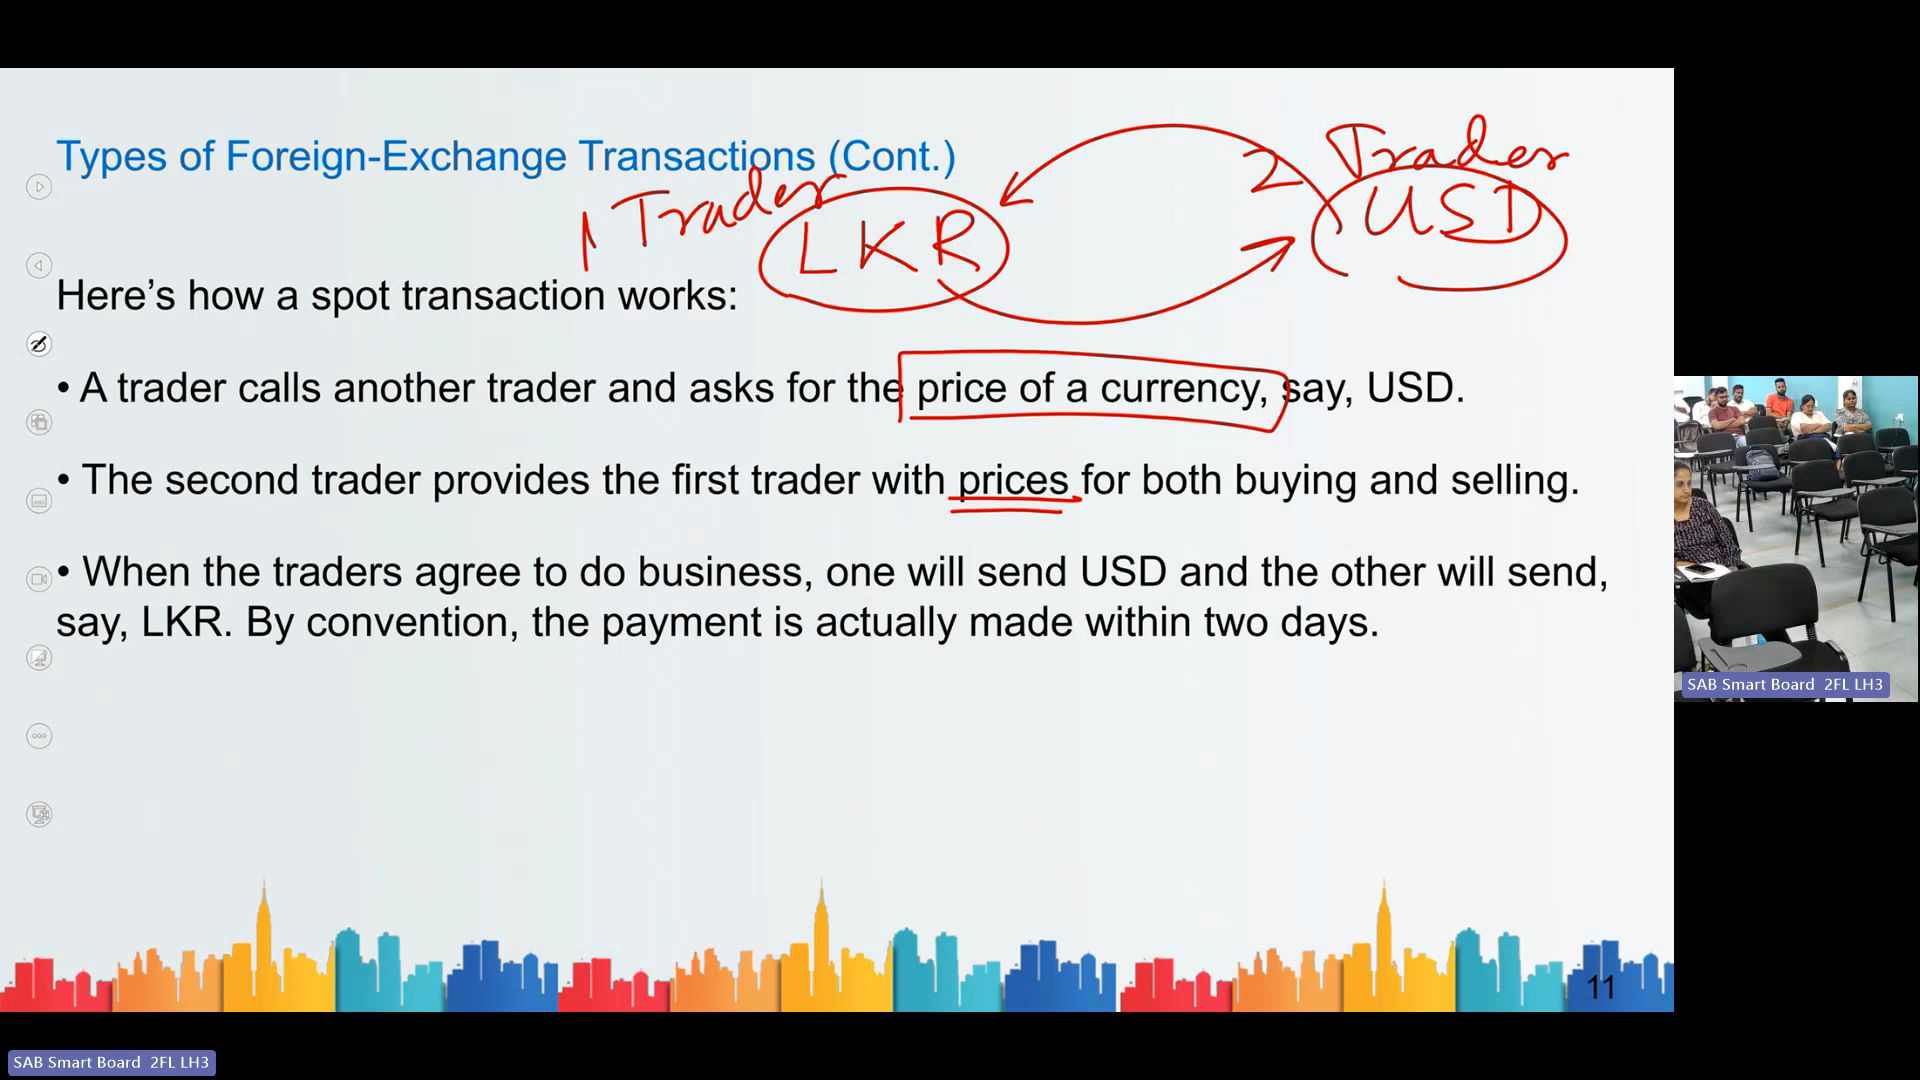 Types of Foreign-Exchange Transactions (Cont.)
1 Trader
LKR
2 Trader
USD
Here’s how a spot transaction works:
• A trader calls another trader and asks for the price of a currency, say, USD.
• The second trader provides the first trader with prices for both buying and selling.
• When the traders agree to do business, one will send USD and the other will send,
say, LKR. By convention, the payment is actually made within two days.
11
SAB Smart Board 2FL LH3
SAB Smart Board 2FL LH3